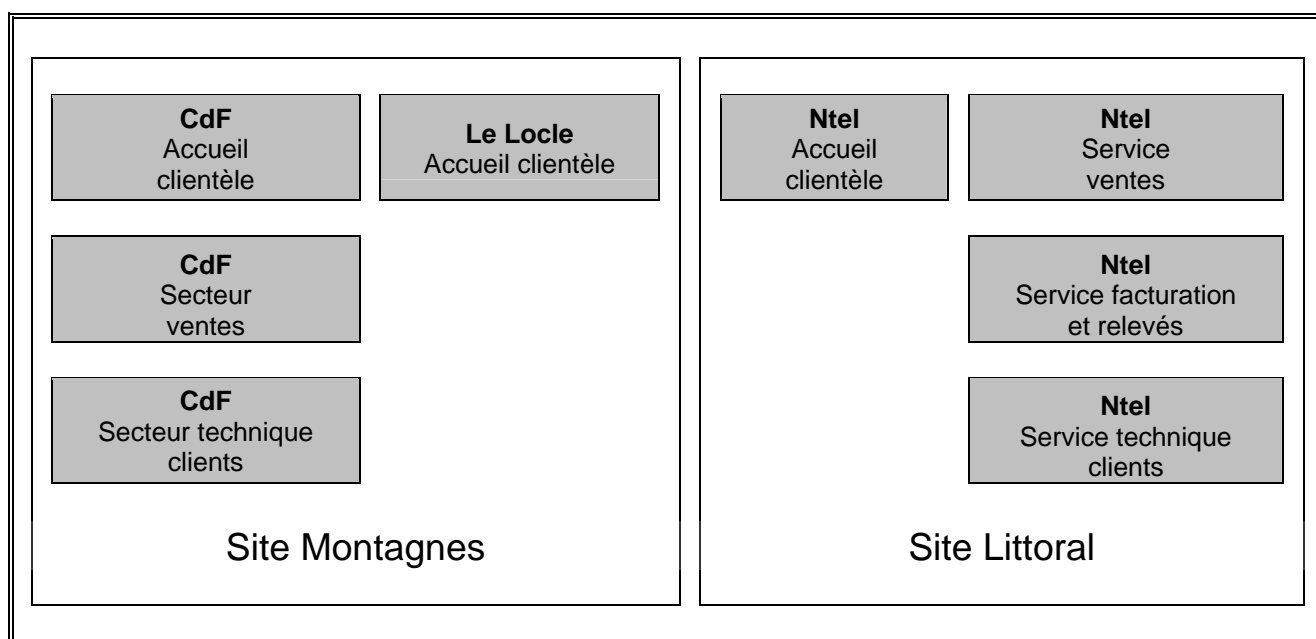 CdF
Accueil
clientèle
Le Locle
Accueil clientèle
CdF
Secteur
ventes
CdF
Secteur technique
clients
Site Montagnes
Ntel
Accueil
clientèle
Ntel
Service
ventes
Ntel
Service facturation
et relevés
Ntel
Service technique
clients
Site Littoral